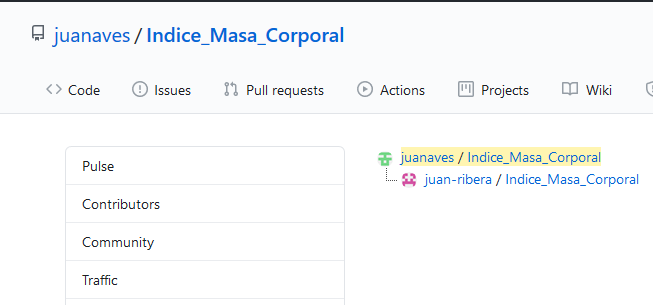 juanaves / Indice_Masa_Corporal
Code Issues Pull requests Actions Projects Wiki
Pulse
Contributors
Community
Traffic
juanaves / Indice_Masa_Corporal
juan-ribera / Indice_Masa_Corporal